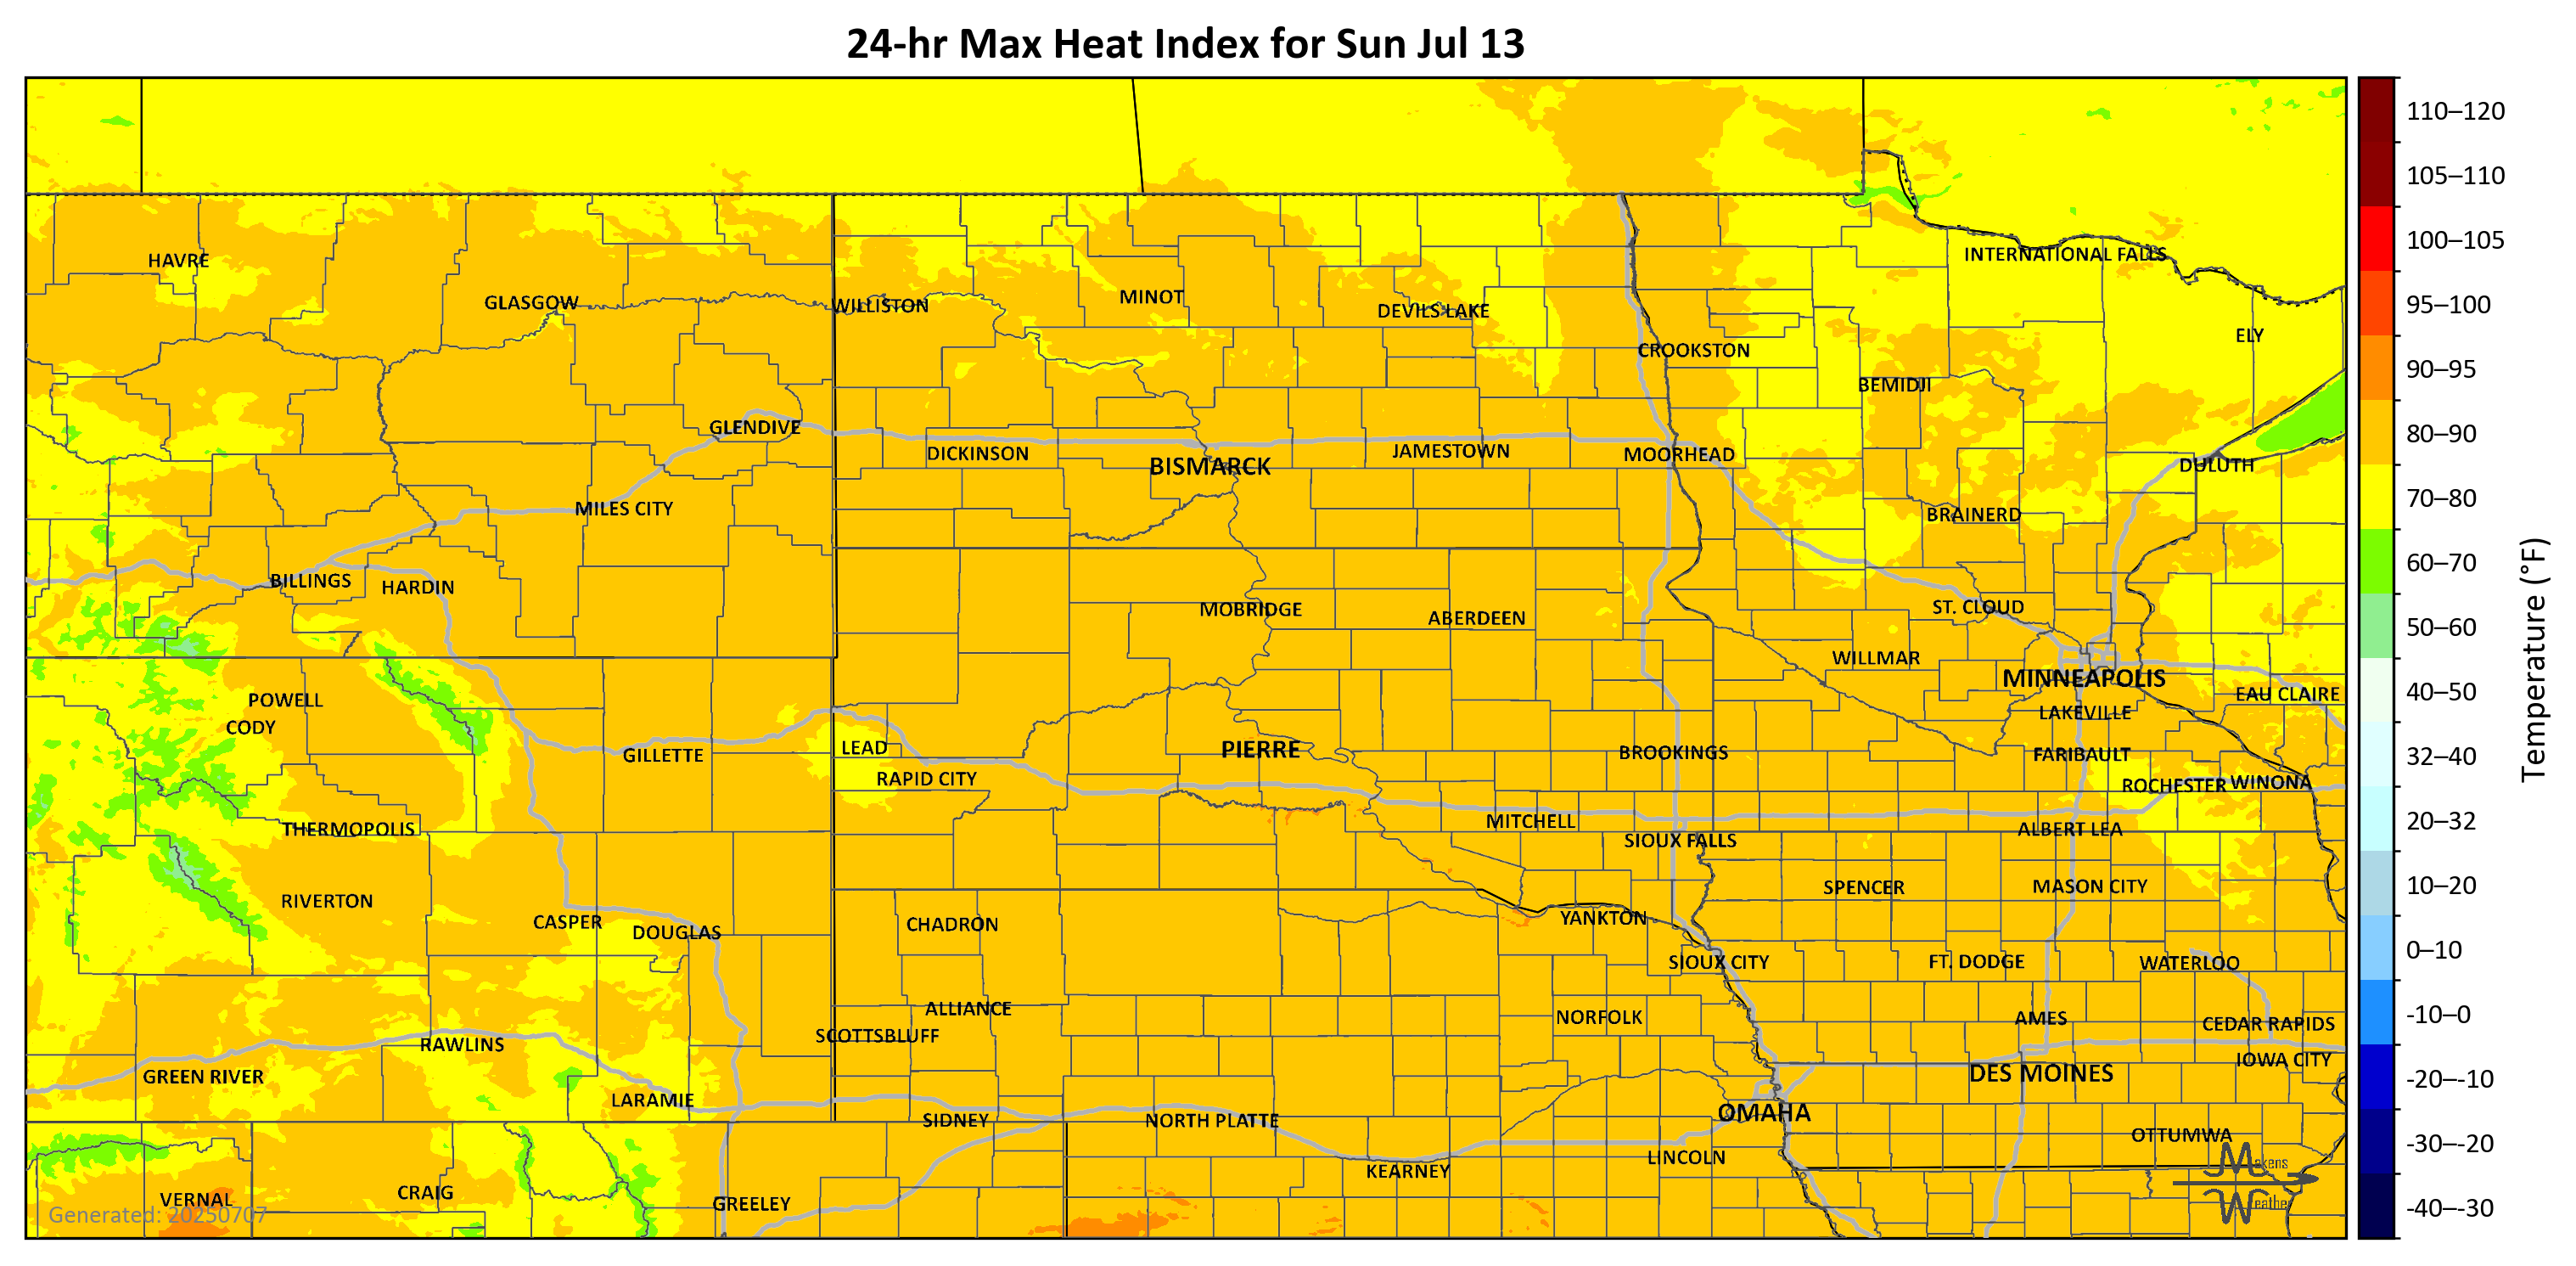 24-hr Max Heat Index for Sun Jul 13
110–120
105–110
100–105
95–100
90–95
80–90
70–80
60–70
50–60
40–50
32–40
20–32
10–20
0–10
-10–0
-20–-10
-30–-20
-40–-30
Temperature (°F)
HAVRE
INTERNATIONAL FALLS
GLASGOW
WILLISTON
MINOT
DEVILS LAKE
ELY
CROOKSTON
BEMIDJI
GLENDIVE
DICKINSON
BISMARCK
JAMESTOWN
MOORHEAD
DULUTH
MILES CITY
BRAINERD
BILLINGS
HARDIN
MOBRIDGE
ABERDEEN
ST. CLOUD
WILLMAR
MINNEAPOLIS
POWELL
EAU CLAIRE
CODY
LAKEVILLE
GILLETTE
LEAD
PIERRE
BROOKINGS
FARIBAULT
RAPID CITY
ROCHESTER
WINONA
THERMOPOLIS
MITCHELL
SIOUX FALLS
ALBERT LEA
RIVERTON
SPENCER
MASON CITY
CASPER
DOUGLAS
CHADRON
YANKTON
SIOUX CITY
FT. DODGE
WATERLOO
ALLIANCE
NORFOLK
AMES
CEDAR RAPIDS
SCOTTSBLUFF
RAWLINS
IOWA CITY
GREEN RIVER
DES MOINES
LARAMIE
SIDNEY
NORTH PLATTE
OMAHA
OTTUMWA
KEARNEY
LINCOLN
VERNAL
CRAIG
GREELEY
Generated: 20250707
Makens
Weather